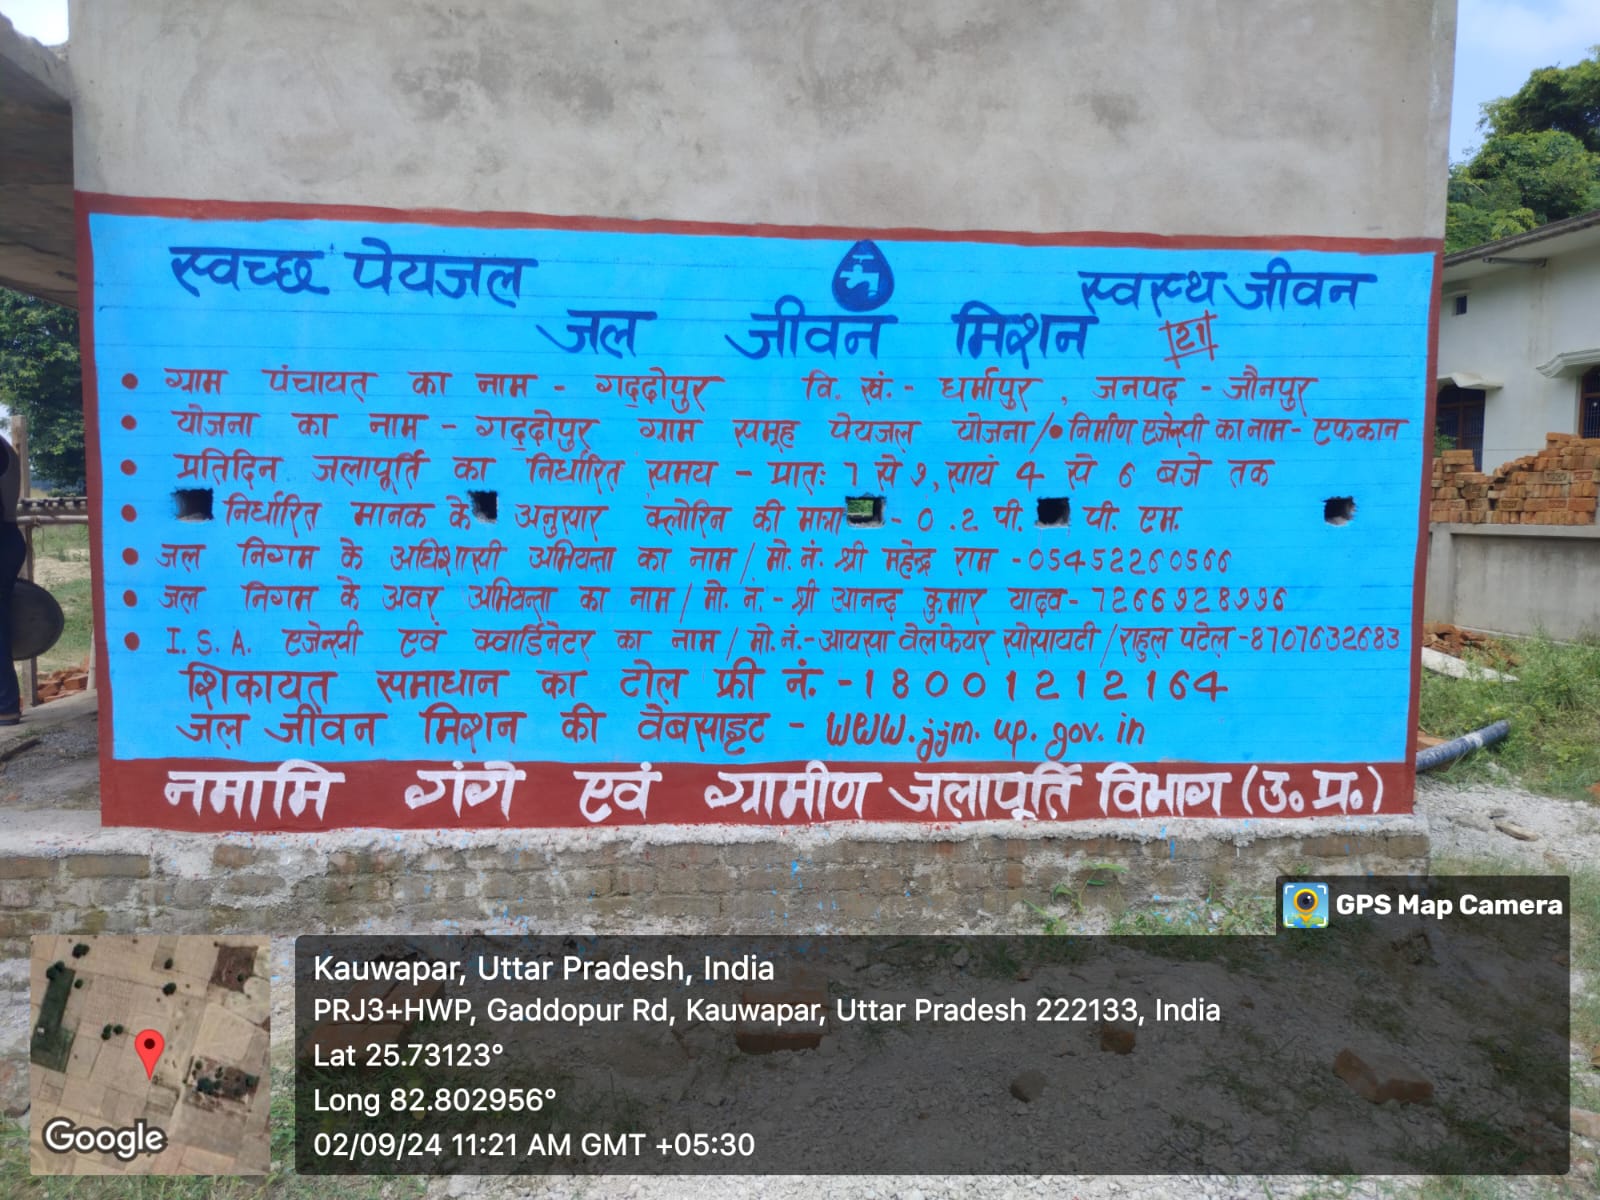 स्वच्छ पेयजल
स्वस्थ जीवन
जल जीवन मिशन
21
• ग्राम पंचायत का नाम - गद्दोपुर वि. खं.- धर्मापुर , जनपद - जौनपुर
• योजना का नाम - गद्दोपुर ग्राम समूह पेयजल योजना/• निर्माण एजेन्सी का नाम - एफकान
• प्रतिदिन जलापूर्ति का निर्धारित समय - प्रातः 7 से 9, सायं 4 से 6 बजे तक
• निर्धारित मानक के अनुसार क्लोरिन की मात्रा - 0.2 पी. पी. एम.
• जल निगम के अधिशासी अभियन्ता का नाम / मो. नं. श्री महेन्द्र राम - 05452260566
• जल निगम के अवर अभियन्ता का नाम / मो. नं.- श्री आनन्द कुमार यादव -
• I. S. A. एजेन्सी एवं क्वार्डिनेटर का नाम / मो. नं.- आयसा वेलफेयर सोसायटी / राहुल पटेल - 8707632683
शिकायत समाधान का टोल फ्री नं. - 18001212164
जल जीवन मिशन की वेबसाइट - www.jjm.up.gov.in
नमामि गंगे एवं ग्रामीण जलापूर्ति विभाग (उ०प्र०)
GPS Map Camera
Kauwapar, Uttar Pradesh, India
PRJ3+HWP, Gaddopur Rd, Kauwapar, Uttar Pradesh 222133, India
Lat 25.73123°
Long 82.802956°
02/09/24 11:21 AM GMT +05:30
Google